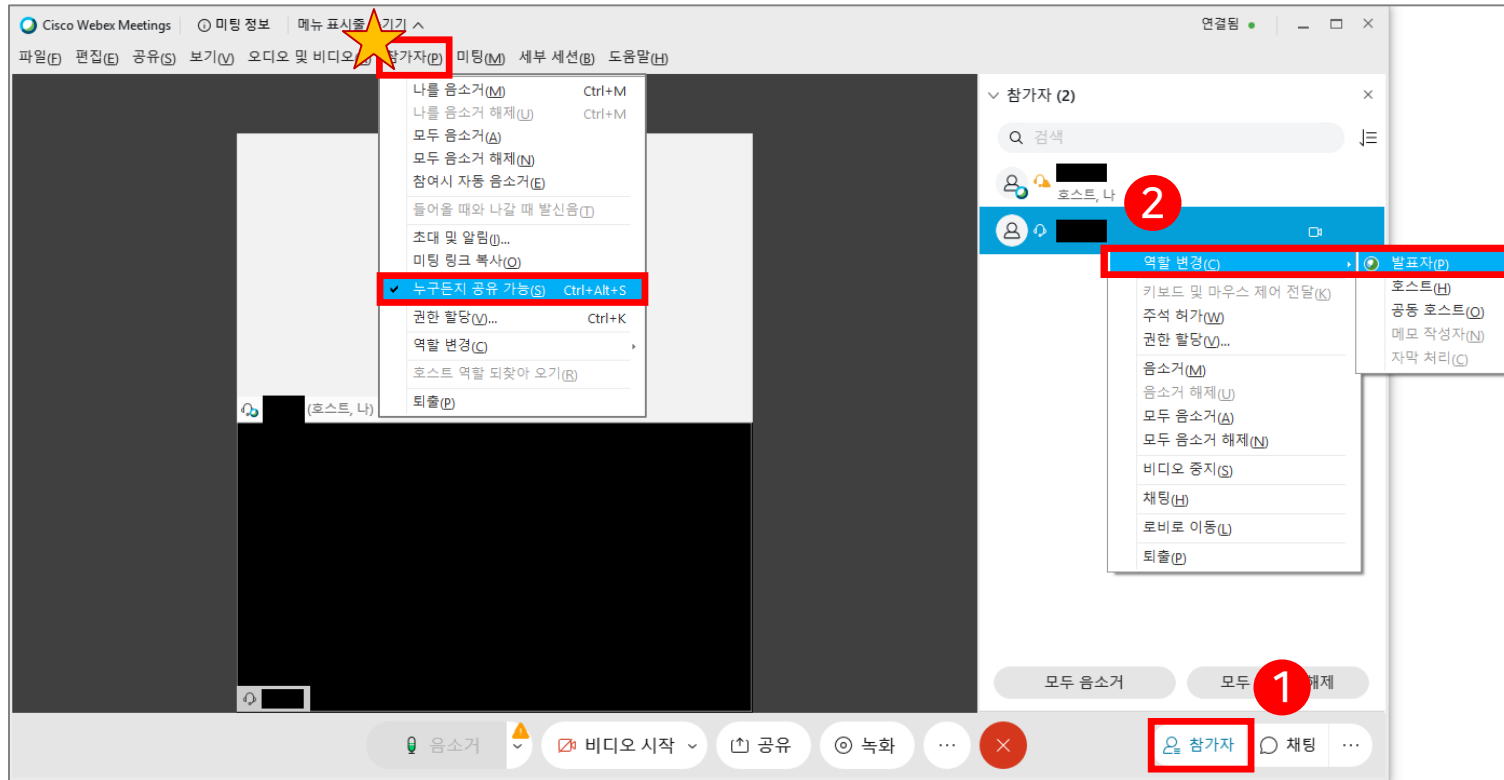 Cisco Webex Meetings 미팅 정보 메뉴 표시줄 기기 연결됨
파일(F) 편집(E) 공유(S) 보기(V) 오디오 및 비디오 참가자(P) 미팅(M) 세부 세션(B) 도움말(H)
나를 음소거(M) Ctrl+M
나를 음소거 해제(U) Ctrl+M
모두 음소거(A)
모두 음소거 해제(N)
참여시 자동 음소거(E)
들어올 때와 나갈 때 발신음(T)
초대 및 알림(I)...
미팅 링크 복사(O)
누구든지 공유 가능(S) Ctrl+Alt+S
권한 할당(V)... Ctrl+K
역할 변경(C)
호스트 역할 되찾아 오기(R)
퇴출(P)
(호스트, 나)
참가자 (2)
검색
호스트, 나
2
역할 변경(C)
키보드 및 마우스 제어 전달(K)
주석 허가(W)
권한 할당(V)...
음소거(M)
음소거 해제(U)
모두 음소거(A)
모두 음소거 해제(N)
비디오 중지(S)
채팅(H)
로비로 이동(L)
퇴출(P)
발표자(P)
호스트(H)
공동 호스트(O)
메모 작성자(N)
자막 처리(C)
모두 음소거 모두 해제
1
음소거 비디오 시작 공유 녹화 ... 참가자 채팅 ...